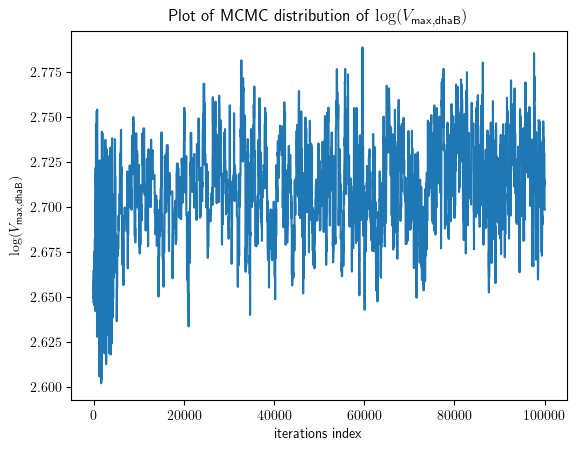 Plot of MCMC distribution of log(V_max,dhaB)
log(V_max,dhaB)
2.775
2.750
2.725
2.700
2.675
2.650
2.625
2.600
0 20000 40000 60000 80000 100000
iterations index